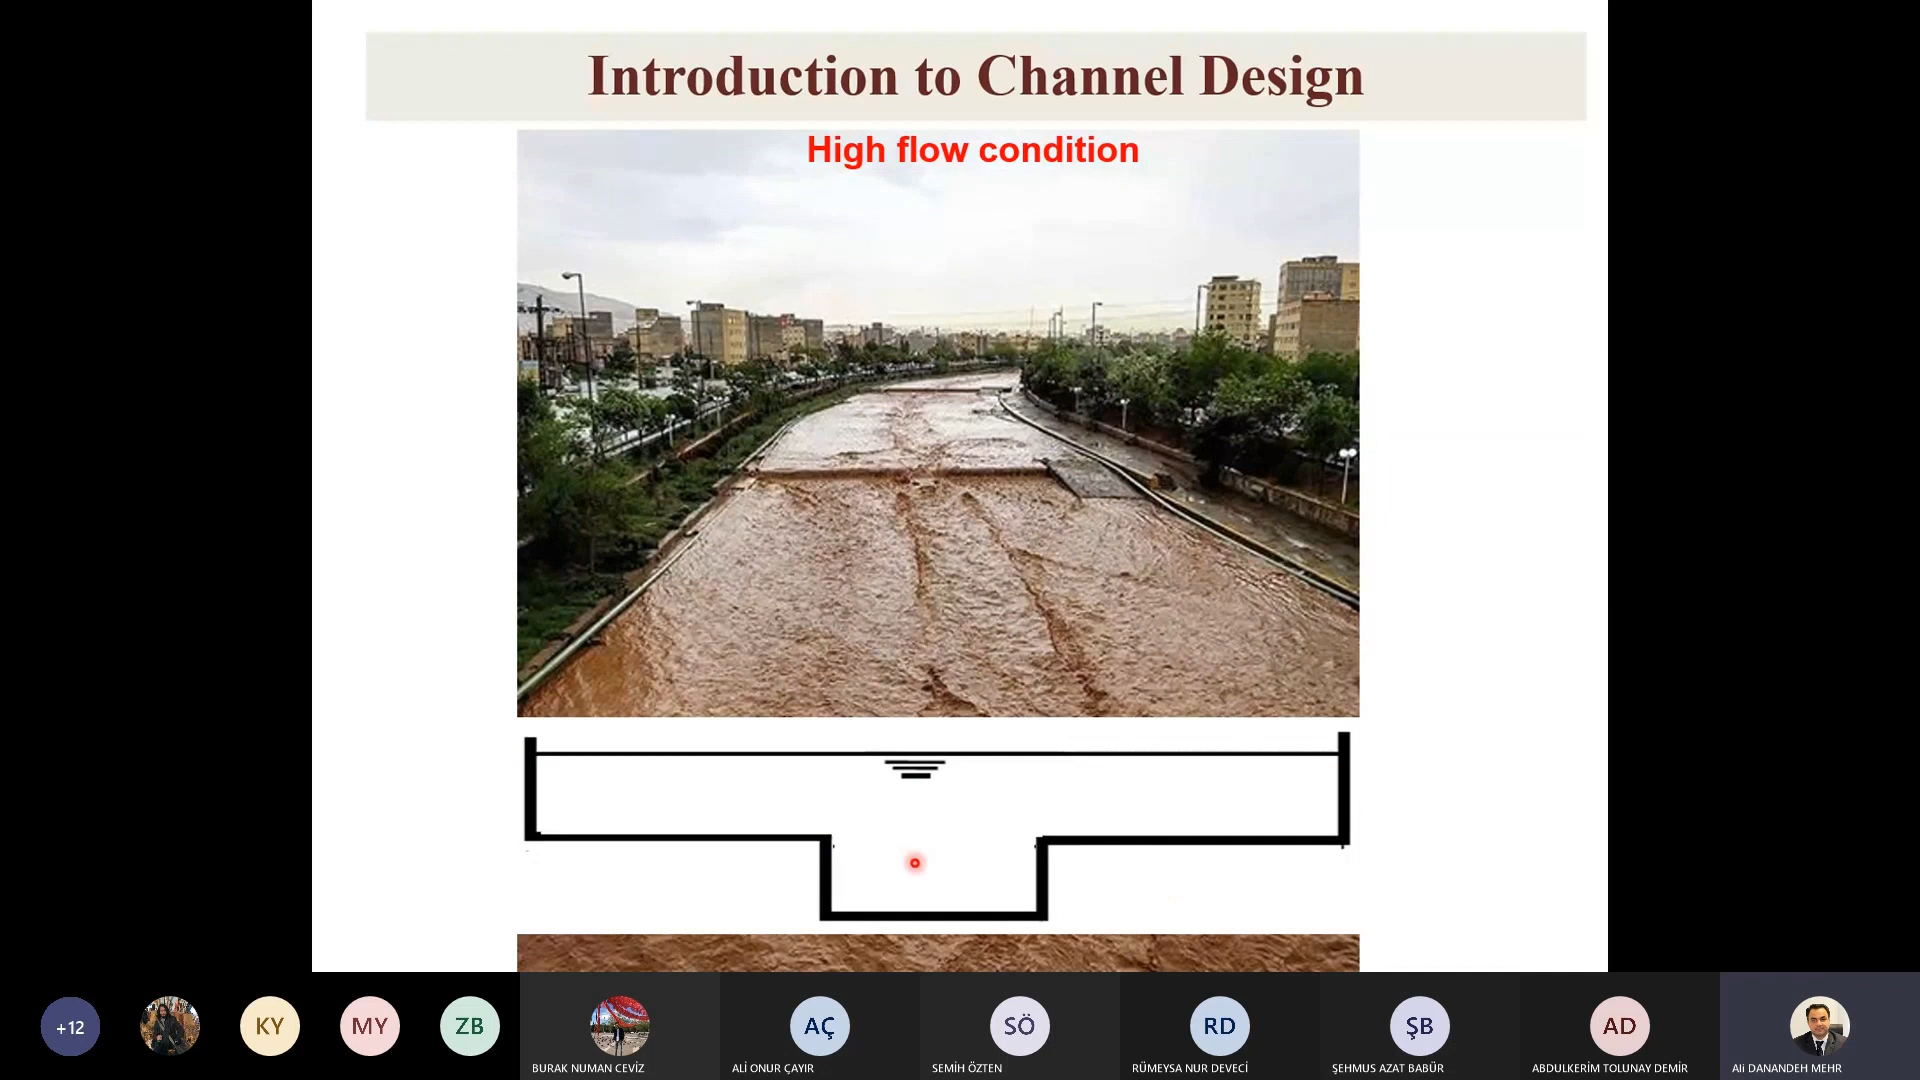 Introduction to Channel Design
High flow condition
+12
KY
MY
ZB
AÇ
SÖ
RD
ŞB
AD
BURAK NUMAN CEVİZ
ALİ ONUR ÇAYIR
SEMİH ÖZTEN
RÜMEYSA NUR DEVECİ
ŞEHMUS AZAT BABÜR
ABDULKERİM TOLUNAY DEMİR
Ali DANANDEH MEHR